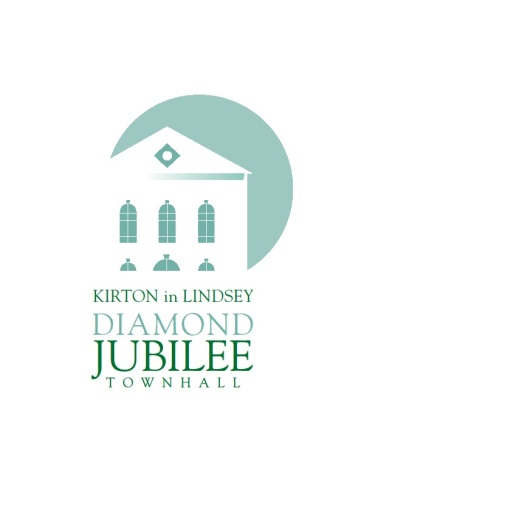 KIRTON in LINDSEY
DIAMOND
JUBILEE
TOWNHALL